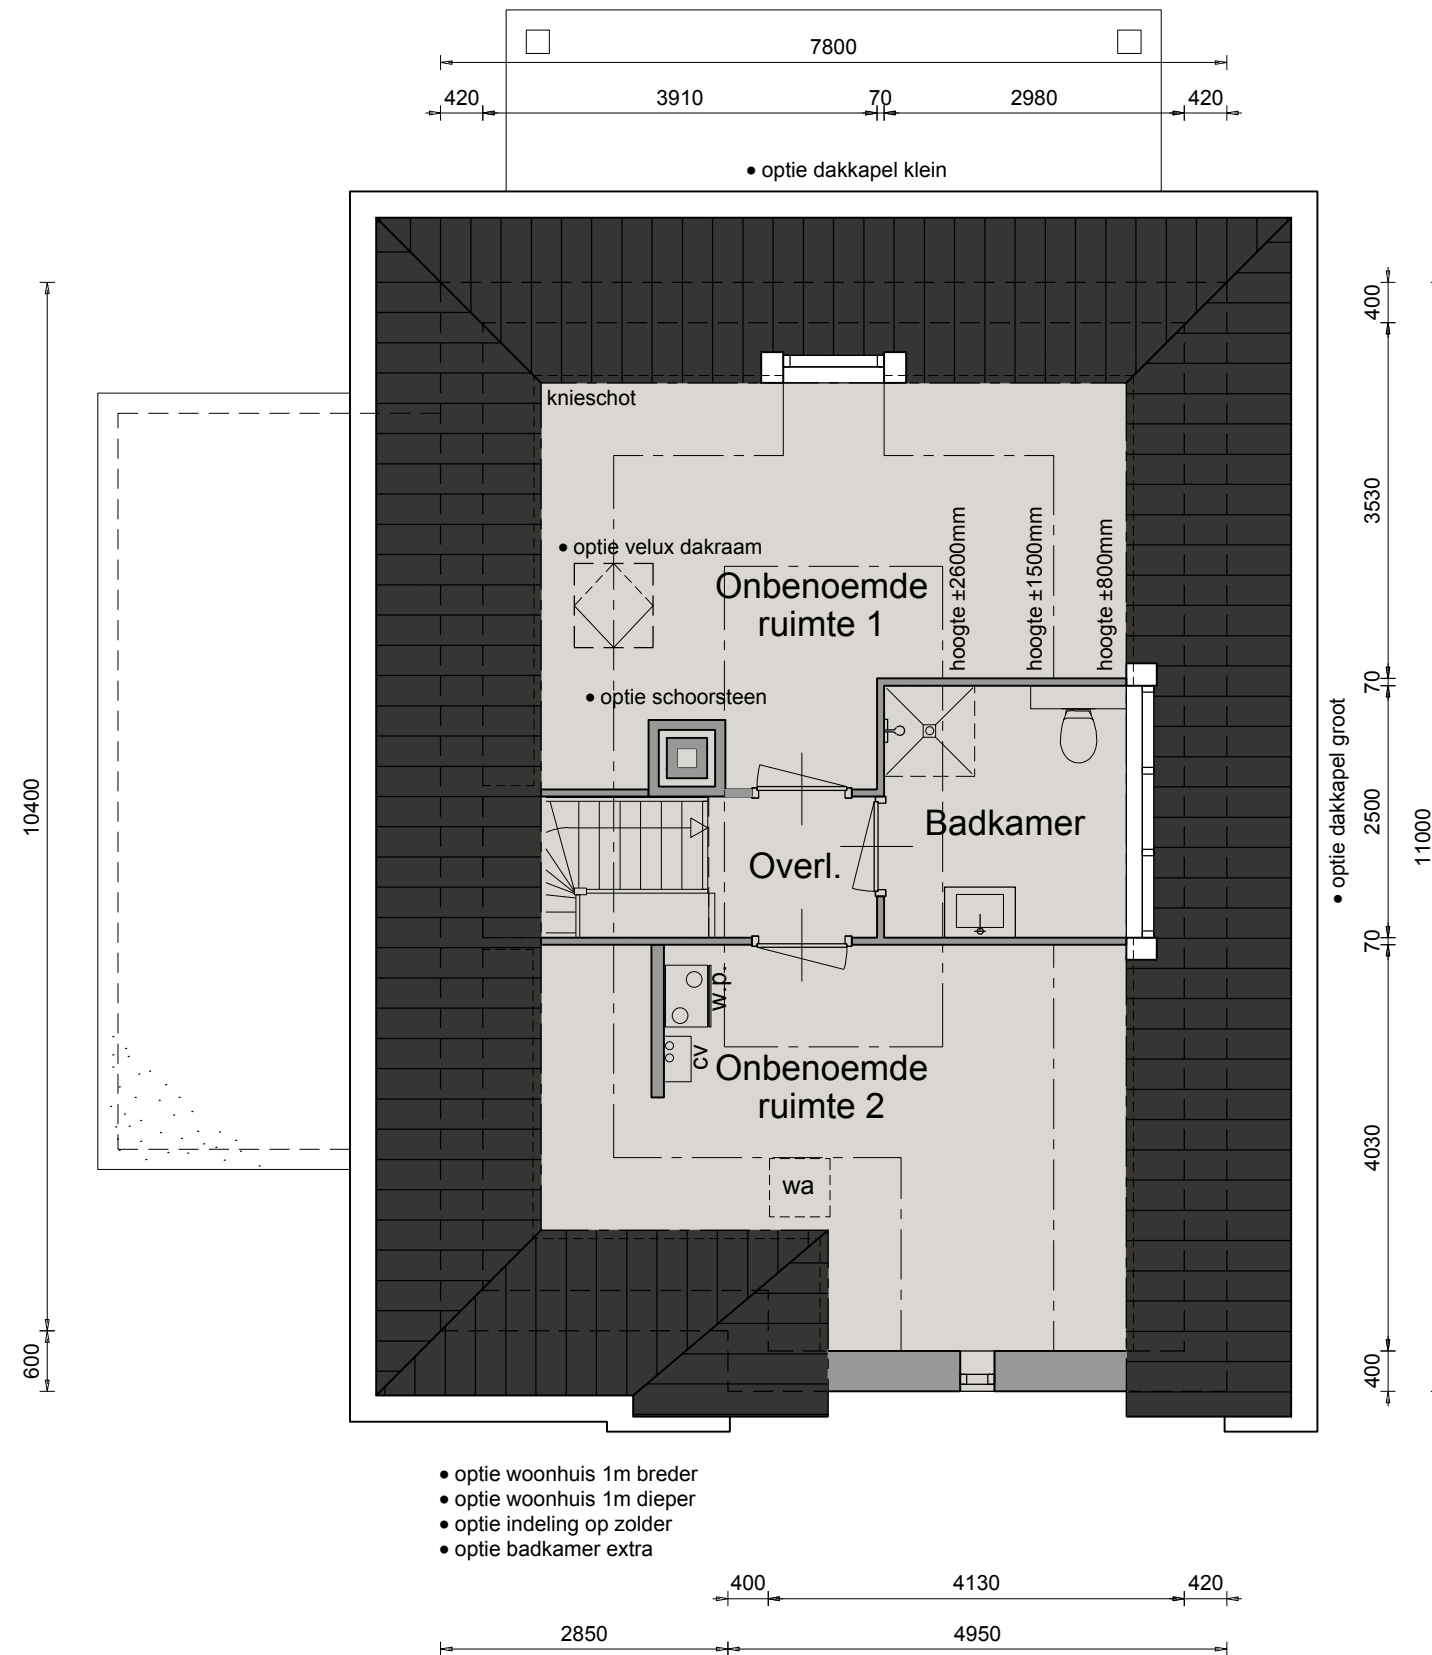 7800
420 3910 70 2980 420
• optie dakkapel klein
400
knieschot
3530
hoogte ±2600mm
hoogte ±1500mm
hoogte ±800mm
• optie velux dakraam
Onbenoemde
ruimte 1
• optie schoorsteen
70
10400
• optie dakkapel groot
2500
11000
Badkamer
Overl.
70
w.p.
cv
Onbenoemde
ruimte 2
4030
wa
600
400
• optie woonhuis 1m breder
• optie woonhuis 1m dieper
• optie indeling op zolder
• optie badkamer extra
400 4130 420
2850 4950